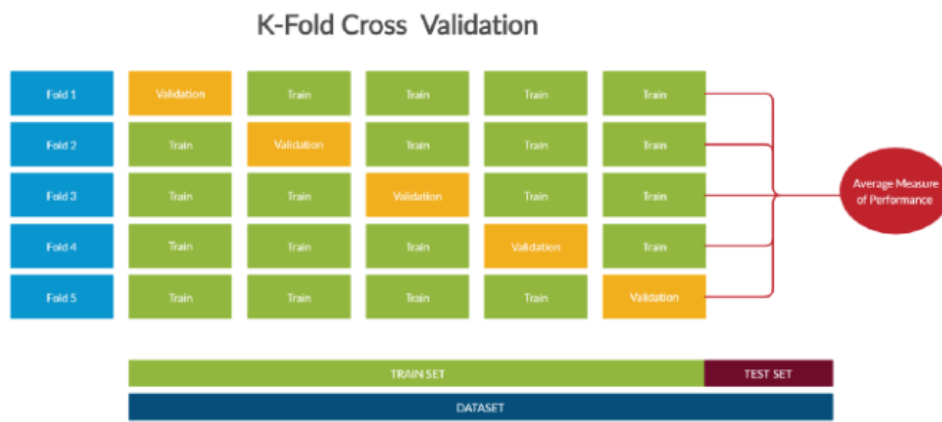 K-Fold Cross Validation
Fold 1 Validation Train Train Train Train
Fold 2 Train Validation Train Train Train
Fold 3 Train Train Validation Train Train
Fold 4 Train Train Train Validation Train
Fold 5 Train Train Train Train Validation
Average Measure
of Performance
TRAIN SET TEST SET
DATASET